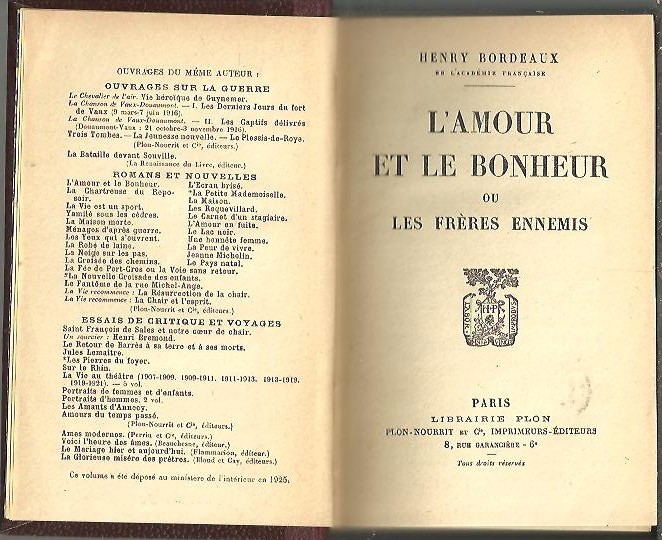 OUVRAGES DU MÊME AUTEUR :
OUVRAGES SUR LA GUERRE
Le Chevalier de l'air. Vie héroïque de Guynemer.
La Chanson de Vaux-Douaumont. — I. Les Derniers Jours du fort
de Vaux (9 mars-7 juin 1916).
La Chanson de Vaux-Douaumont. — II. Les Captifs délivrés
(Douaumont-Vaux : 21 octobre-3 novembre 1916).
Trois Tombes. — La Jeunesse nouvelle. — Le Plessis-de-Roye.
(Plon-Nourrit et Cie, éditeurs.)
La Bataille devant Souville.
(La Renaissance du Livre, éditeur.)
ROMANS ET NOUVELLES
L'Amour et le Bonheur.
La Chartreuse du Repo-
soir.
La Vie est un sport.
Yamilé sous les cèdres.
La Maison morte.
Ménages d'après guerre.
Les Yeux qui s'ouvrent.
La Robe de laine.
La Neige sur les pas.
La Croisée des chemins.
L'Ecran brisé.
*La Petite Mademoiselle.
La Maison.
Les Roquevillard.
Le Carnet d'un stagiaire.
L'Amour en fuite.
Le Lac noir.
Une honnête femme.
La Peur de vivre.
Jeanne Michelin.
Le Pays natal.
La Fée de Port-Cros ou la Voie sans retour.
*La Nouvelle Croisade des enfants.
Le Fantôme de la rue Michel-Ange.
La Vie recommence : La Résurrection de la chair.
La Vie recommence : La Chair et l'esprit.
(Plon-Nourrit et Cie, éditeurs.)
ESSAIS DE CRITIQUE ET VOYAGES
Saint François de Sales et notre cœur de chair.
Un sourcier : Henri Bremond.
Le Retour de Barrès à sa terre et à ses morts.
Jules Lemaître.
*Les Pierres du foyer.
Sur le Rhin.
La Vie au théâtre (1907-1909, 1909-1911, 1911-1913, 1913-1919,
1919-1921). — 5 vol.
Portraits de femmes et d'enfants.
Portraits d'hommes. 2 vol.
Les Amants d'Annecy.
Amours du temps passé.
(Plon-Nourrit et Cie, éditeurs.)
Ames modernes. (Perrin et Cie, éditeurs.)
Voici l'heure des âmes. (Beauchesne, éditeur.)
Le Mariage hier et aujourd'hui. (Flammarion, éditeur.)
La Glorieuse misère des prêtres. (Bloud et Gay, éditeurs.)
Ce volume a été déposé au ministère de l'intérieur en 1925.
HENRY BORDEAUX
DE L'ACADÉMIE FRANÇAISE
L'AMOUR
ET LE BONHEUR
OU
LES FRÈRES ENNEMIS
PARIS
LIBRAIRIE PLON
PLON-NOURRIT ET Cie, IMPRIMEURS-ÉDITEURS
8, RUE GARANCIÈRE - 6e
Tous droits réservés